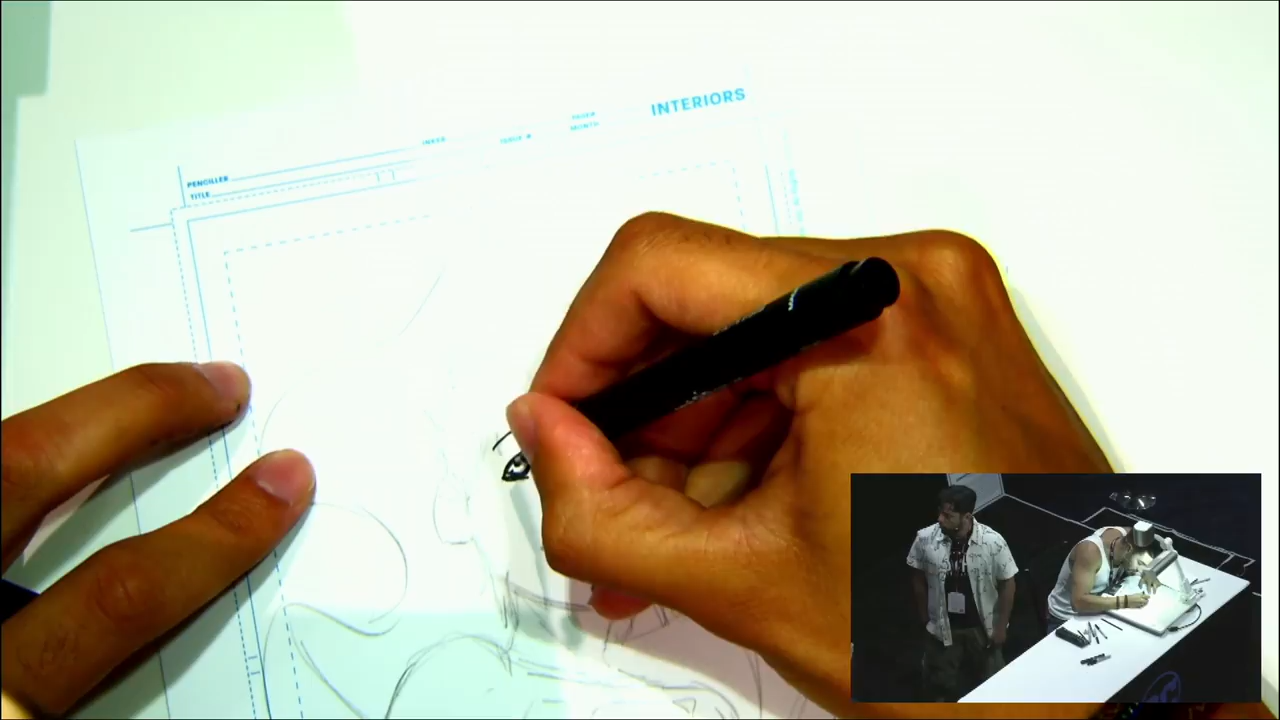 INTERIORS
INKER
ISSUE #
PAGE#
MONTH
PENCILLER
TITLE